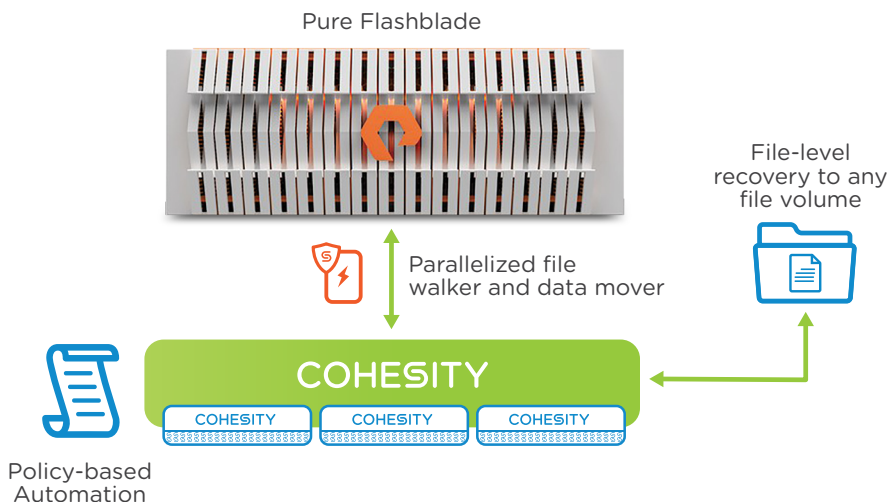 Pure Flashblade
File-level
recovery to any
file volume
Parallelized file
walker and data mover
COHESITY
COHESITY
COHESITY
COHESITY
Policy-based
Automation